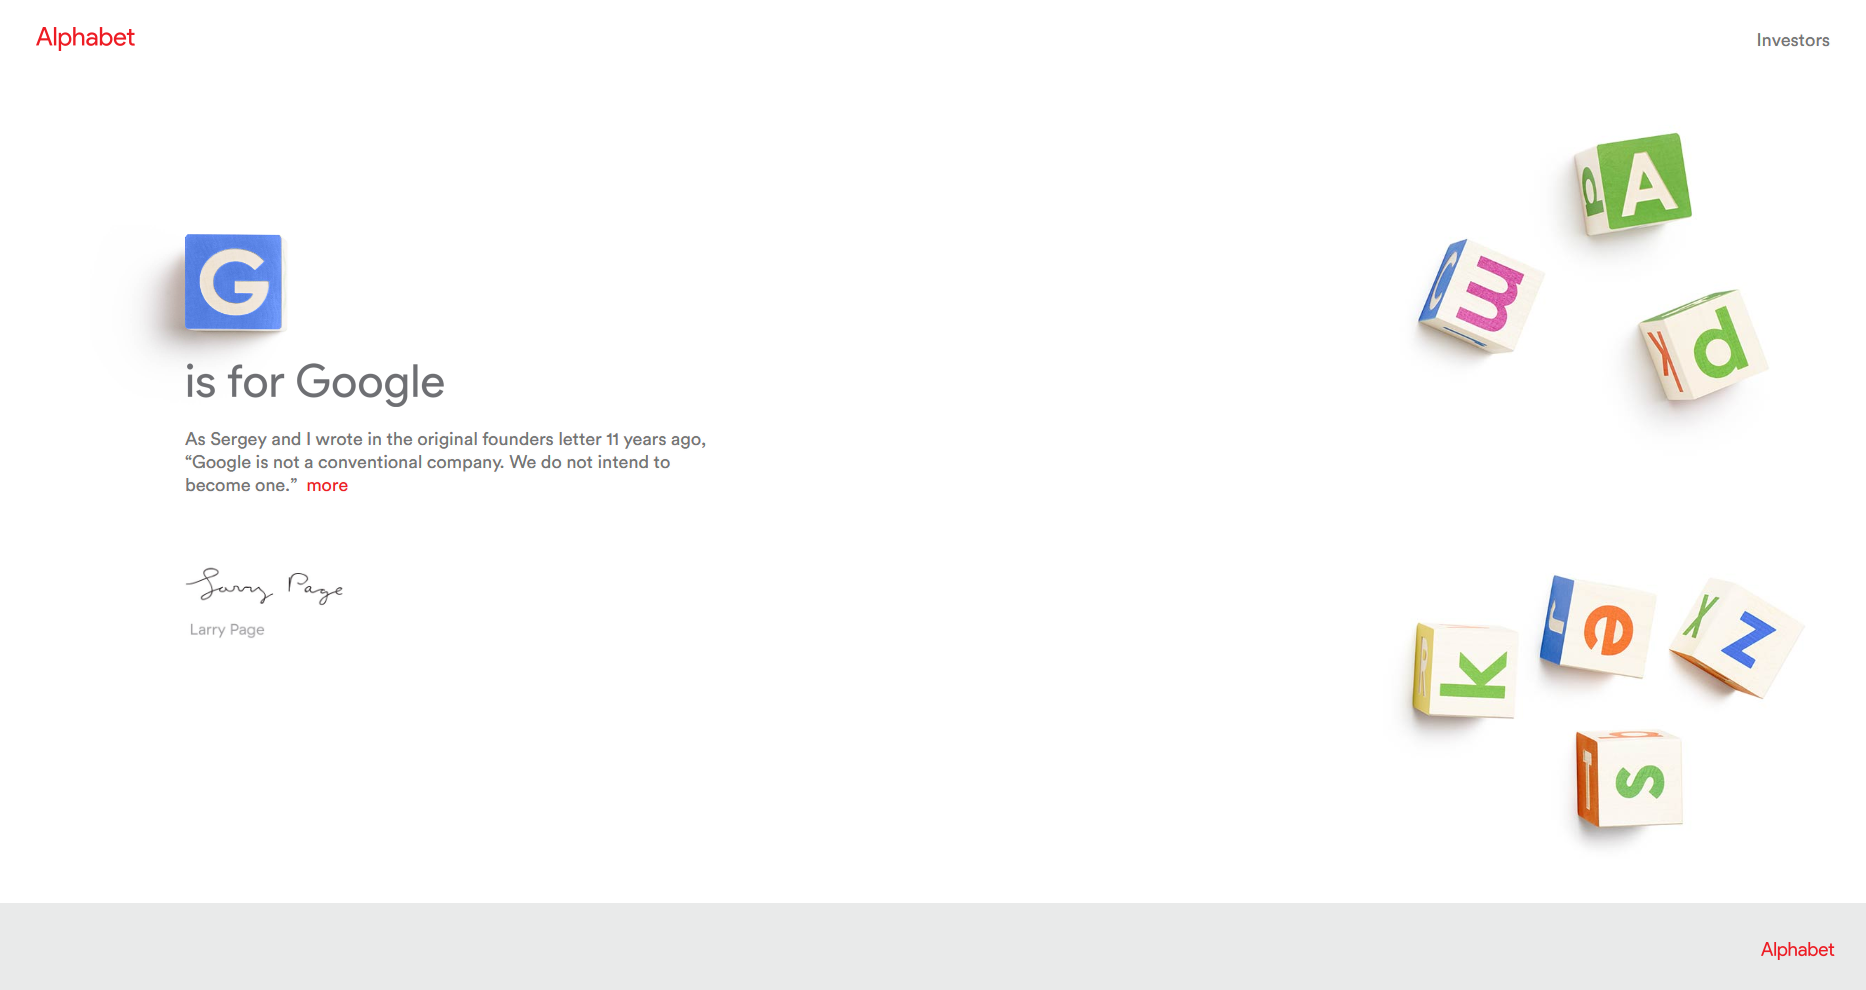 Alphabet
Investors
G
is for Google
As Sergey and I wrote in the original founders letter 11 years ago,
“Google is not a conventional company. We do not intend to
become one.” more
Larry Page
Larry Page
A
C m
X d
L e
X z
R k
T s
Alphabet